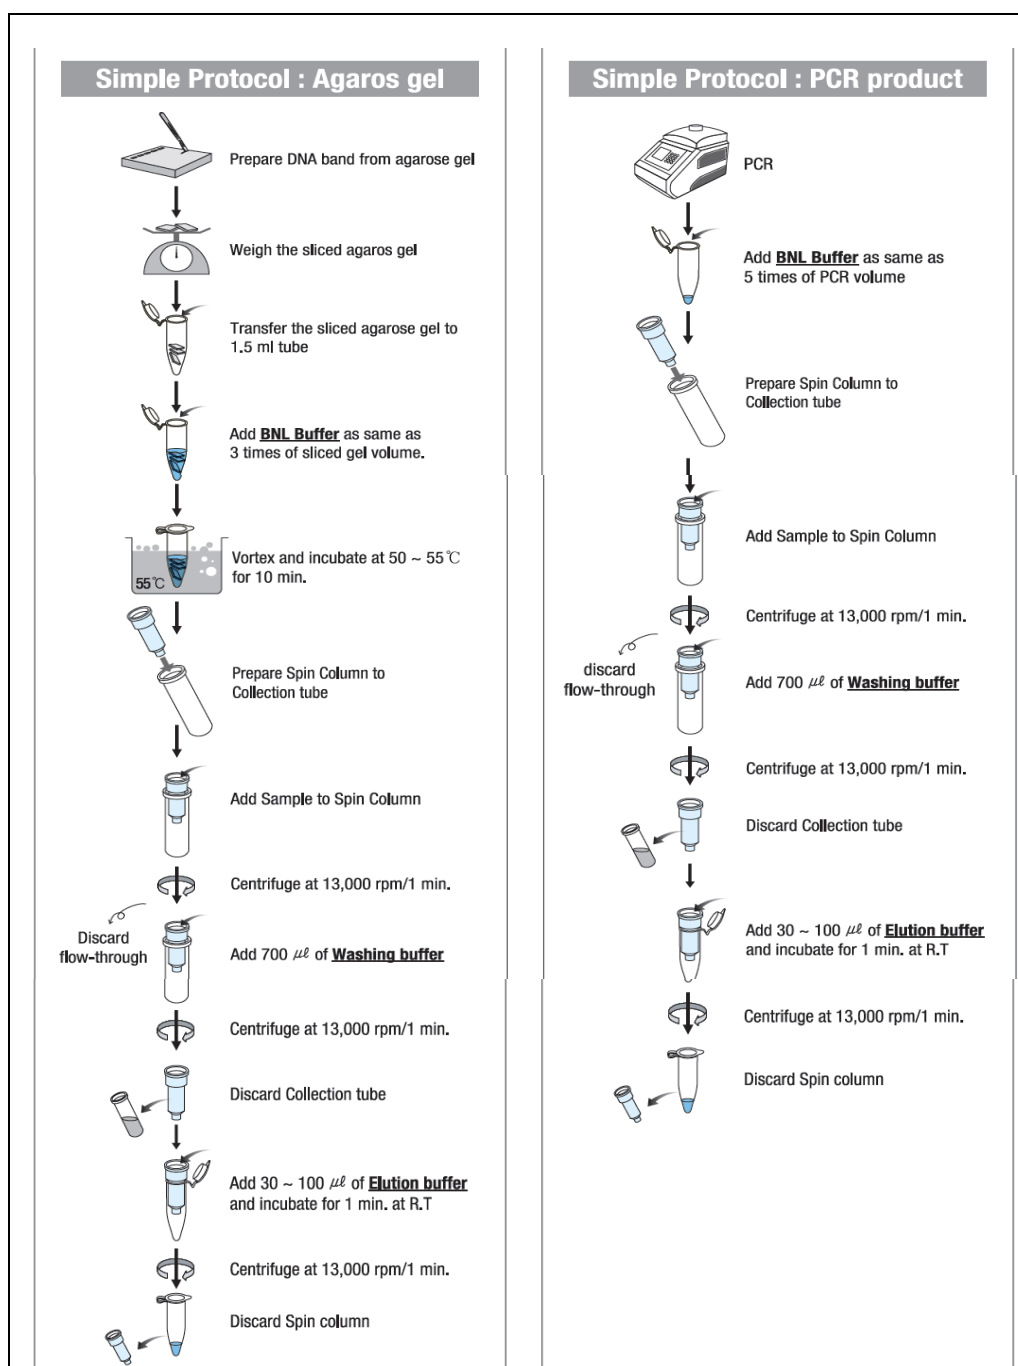 Simple Protocol : Agaros gel
Prepare DNA band from agarose gel
Weigh the sliced agaros gel
Transfer the sliced agarose gel to
1.5 ml tube
Add BNL Buffer as same as
3 times of sliced gel volume.
55℃
Vortex and incubate at 50 ~ 55℃
for 10 min.
Prepare Spin Column to
Collection tube
Add Sample to Spin Column
Centrifuge at 13,000 rpm/1 min.
Discard
flow-through
Add 700 μℓ of Washing buffer
Centrifuge at 13,000 rpm/1 min.
Discard Collection tube
Add 30 ~ 100 μℓ of Elution buffer
and incubate for 1 min. at R.T
Centrifuge at 13,000 rpm/1 min.
Discard Spin column
Simple Protocol : PCR product
PCR
Add BNL Buffer as same as
5 times of PCR volume
Prepare Spin Column to
Collection tube
Add Sample to Spin Column
Centrifuge at 13,000 rpm/1 min.
discard
flow-through
Add 700 μℓ of Washing buffer
Centrifuge at 13,000 rpm/1 min.
Discard Collection tube
Add 30 ~ 100 μℓ of Elution buffer
and incubate for 1 min. at R.T
Centrifuge at 13,000 rpm/1 min.
Discard Spin column